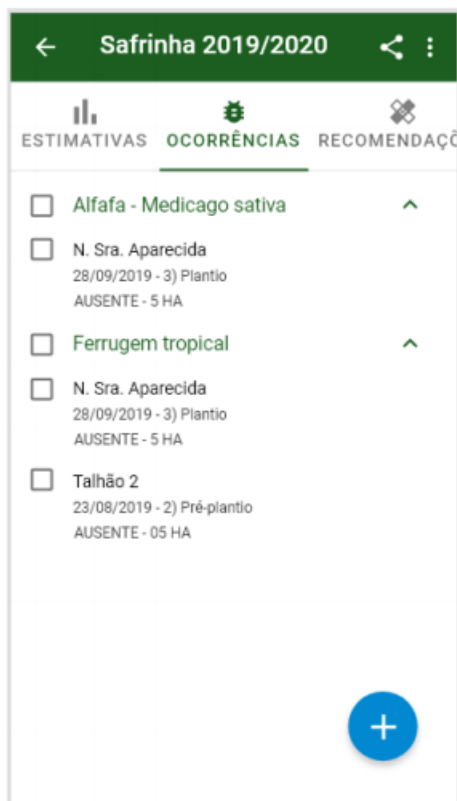 Safrinha 2019/2020
ESTIMATIVAS OCORRÊNCIAS RECOMENDAÇÕ
Alfafa - Medicago sativa
N. Sra. Aparecida
28/09/2019 - 3) Plantio
AUSENTE - 5 HA
Ferrugem tropical
N. Sra. Aparecida
28/09/2019 - 3) Plantio
AUSENTE - 5 HA
Talhão 2
23/08/2019 - 2) Pré-plantio
AUSENTE - 05 HA